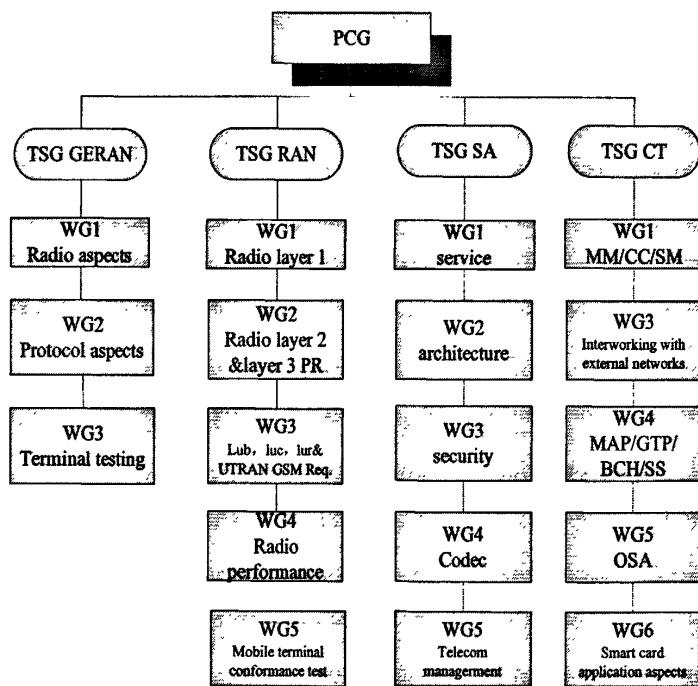 PCG
TSG GERAN
TSG RAN
TSG SA
TSG CT
WG1
Radio aspects
WG2
Protocol aspects
WG3
Terminal testing
WG1
Radio layer 1
WG2
Radio layer 2
&layer 3 PR
WG3
Lub, luc, lur&
UTRAN GSM Req.
WG4
Radio
performance
WG5
Mobile terminal
conformance test
WG1
service
WG2
architecture
WG3
security
WG4
Codec
WG5
Telecom
management
WG1
MM/CC/SM
WG3
Interworking with
external networks
WG4
MAP/GTP/
BCH/SS
WG5
OSA
WG6
Smart card
application aspects